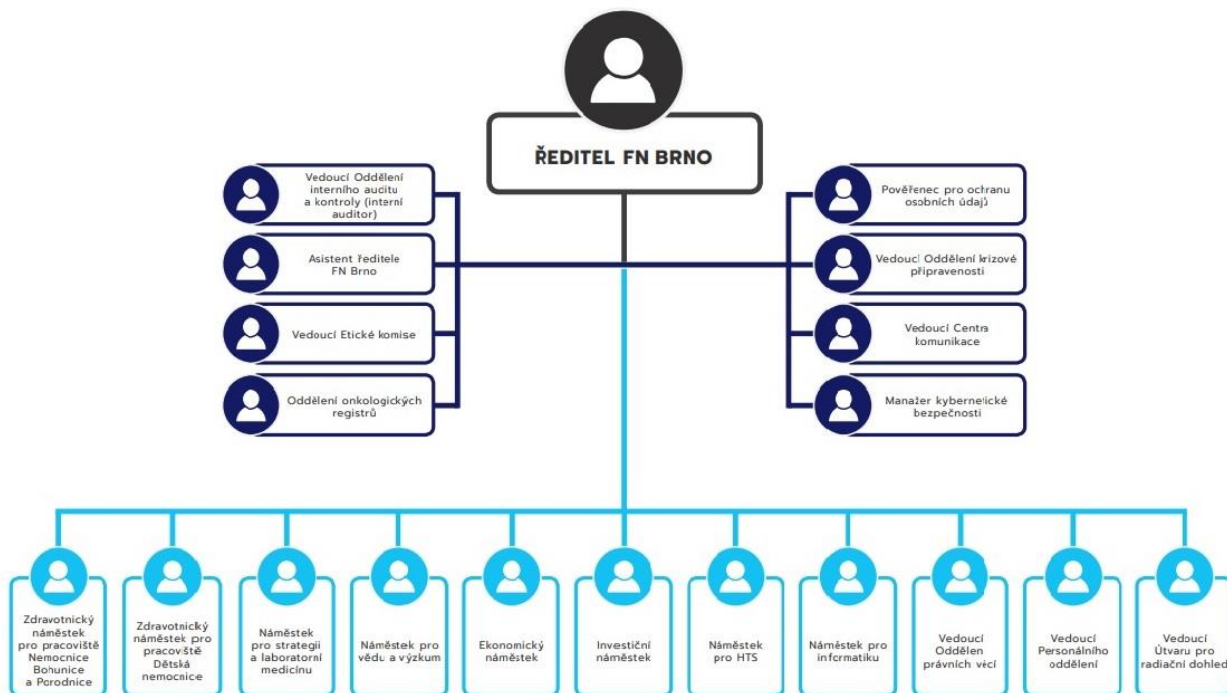 ŘEDITEL FN BRNO
Vedoucí Oddělení
interního auditu
a kontroly (interní
auditor)
Asistent ředitele
FN Brno
Vedoucí Etické komise
Oddělení onkologických
registrů
Pověřenec pro ochranu
osobních údajů
Vedoucí Oddělení krizové
připravenosti
Vedoucí Centra
komunikace
Manažer kybernetické
bezpečnosti
Zdravotnický
náměstek
pro pracoviště
Nemocnice
Bohunice
a Porodnice
Zdravotnický
náměstek pro
pracoviště
Dětská
nemocnice
Náměstek
pro strategii
a laboratorní
medicínu
Náměstek pro
vědu a výzkum
Ekonomický
náměstek
Investiční
náměstek
Náměstek
pro HTS
Náměstek pro
informatiku
Vedoucí
Oddělen
právních věcí
Vedoucí
Personálního
oddělení
Vedoucí
Útvaru pro
radiační dohled